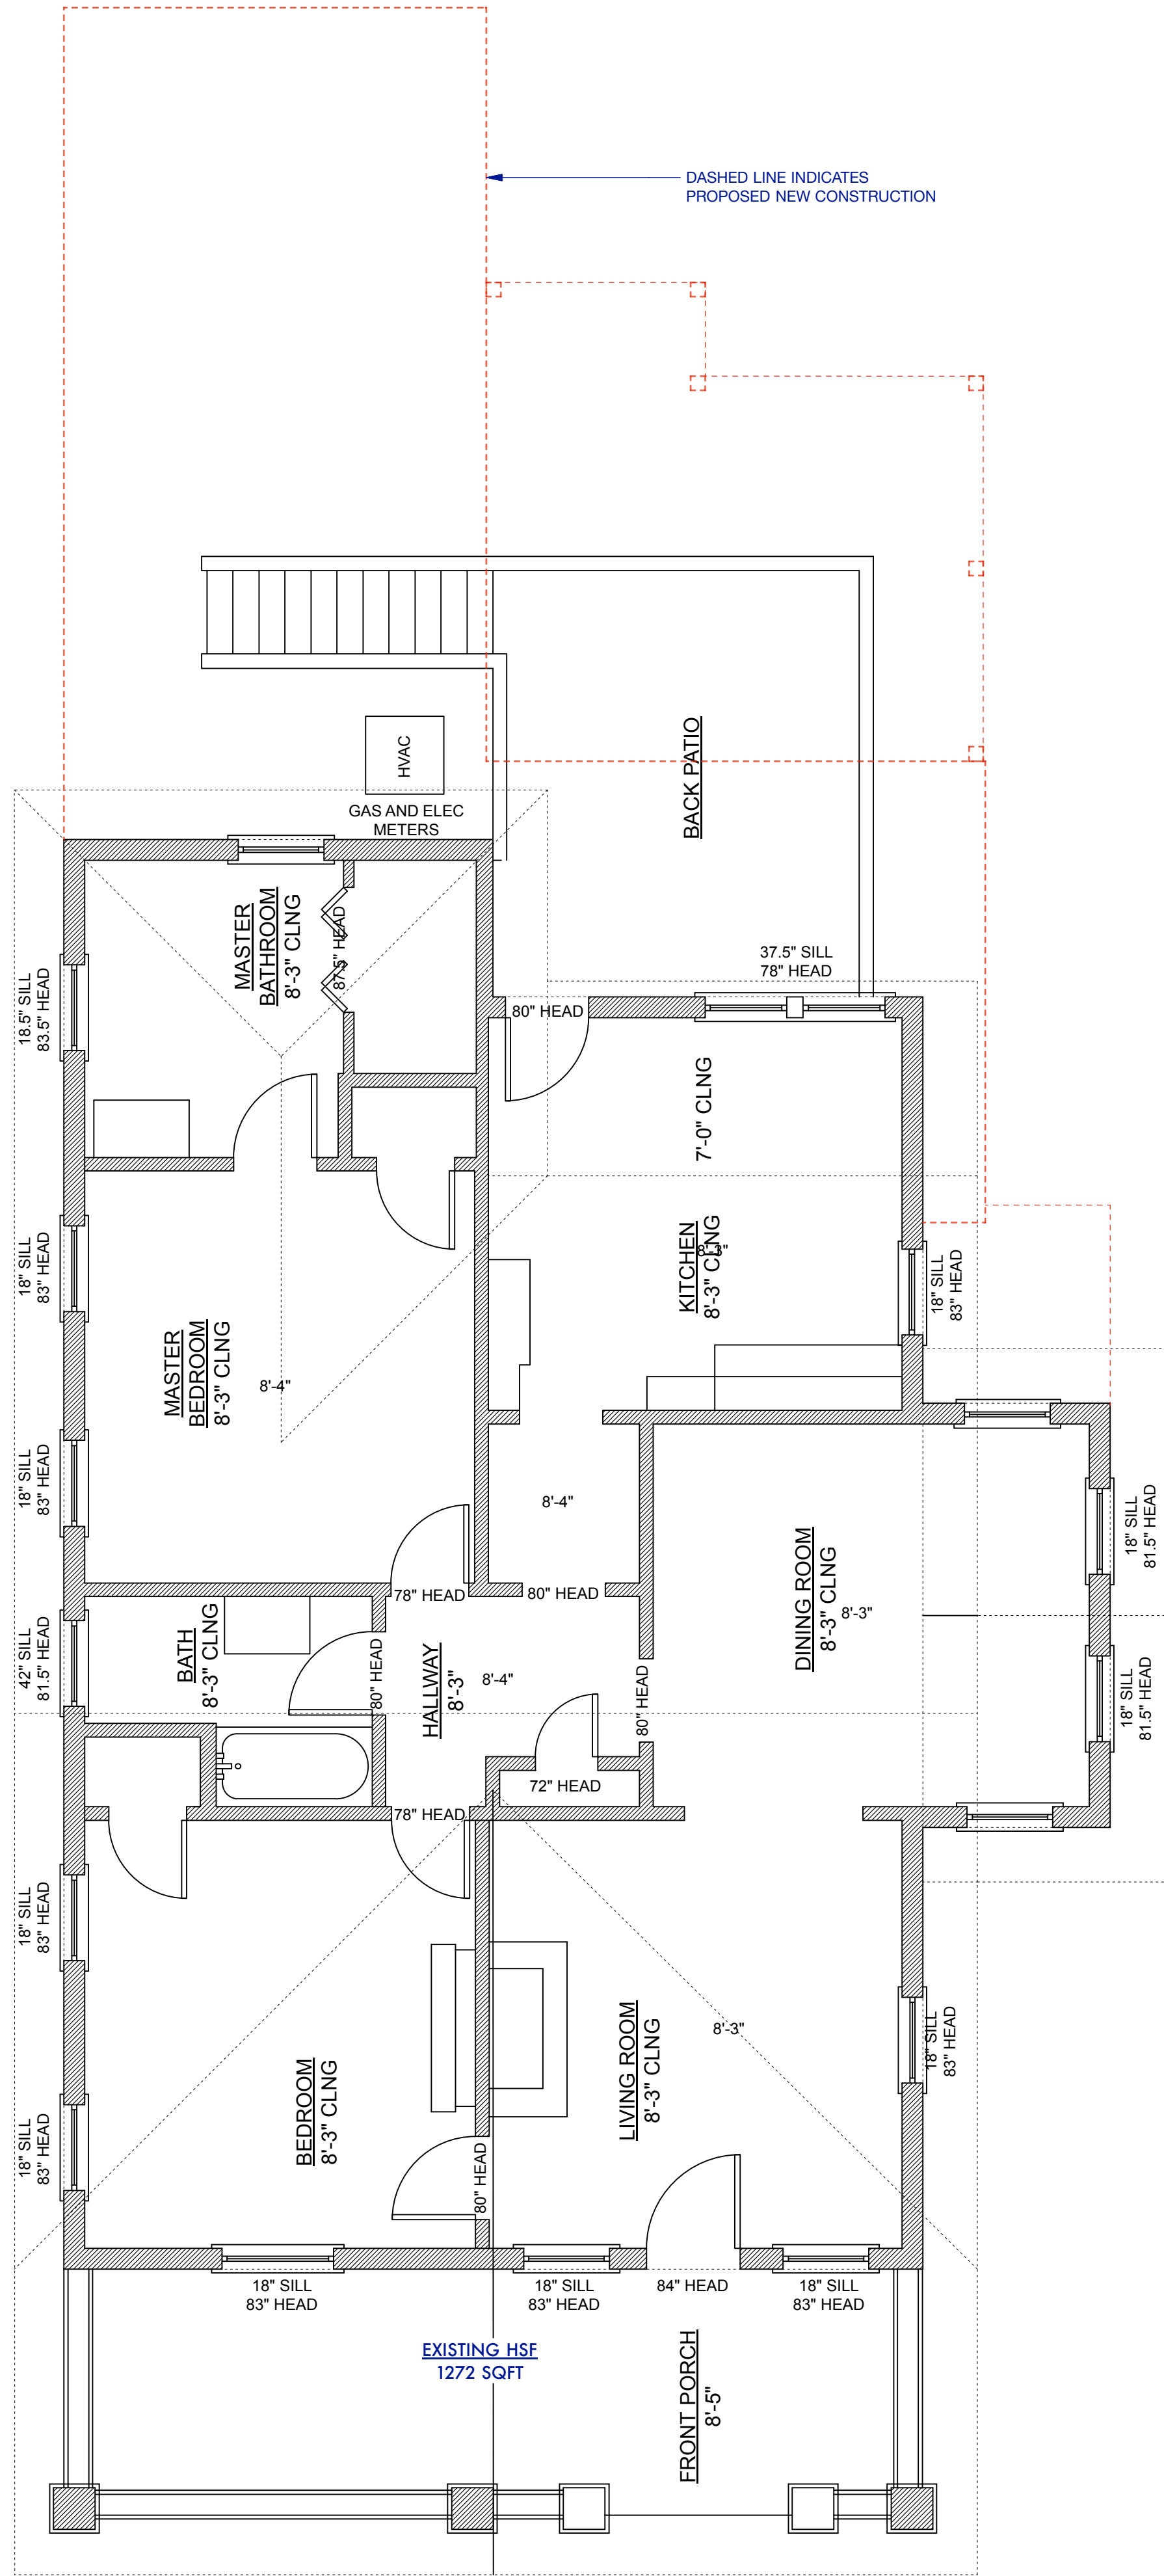 DASHED LINE INDICATES
PROPOSED NEW CONSTRUCTION
BACK PATIO
HVAC
GAS AND ELEC
METERS
MASTER
BATHROOM
8'-3" CLNG
87.5" HEAD
18.5" SILL
83.5" HEAD
37.5" SILL
78" HEAD
80" HEAD
7'-0" CLNG
KITCHEN
8'-3" CLNG
8'-3"
18" SILL
83" HEAD
18" SILL
83" HEAD
MASTER
BEDROOM
8'-3" CLNG
8'-4"
18" SILL
83" HEAD
8'-4"
18" SILL
81.5" HEAD
DINING ROOM
8'-3" CLNG
8'-3"
78" HEAD
80" HEAD
42" SILL
81.5" HEAD
BATH
8'-3" CLNG
80" HEAD
HALLWAY
8'-3"
8'-4"
80" HEAD
18" SILL
81.5" HEAD
72" HEAD
78" HEAD
18" SILL
83" HEAD
18" SILL
83" HEAD
LIVING ROOM
8'-3" CLNG
8'-3"
BEDROOM
8'-3" CLNG
18" SILL
83" HEAD
80" HEAD
18" SILL
83" HEAD
18" SILL
83" HEAD
84" HEAD
18" SILL
83" HEAD
EXISTING HSF
1272 SQFT
FRONT PORCH
8'-5"